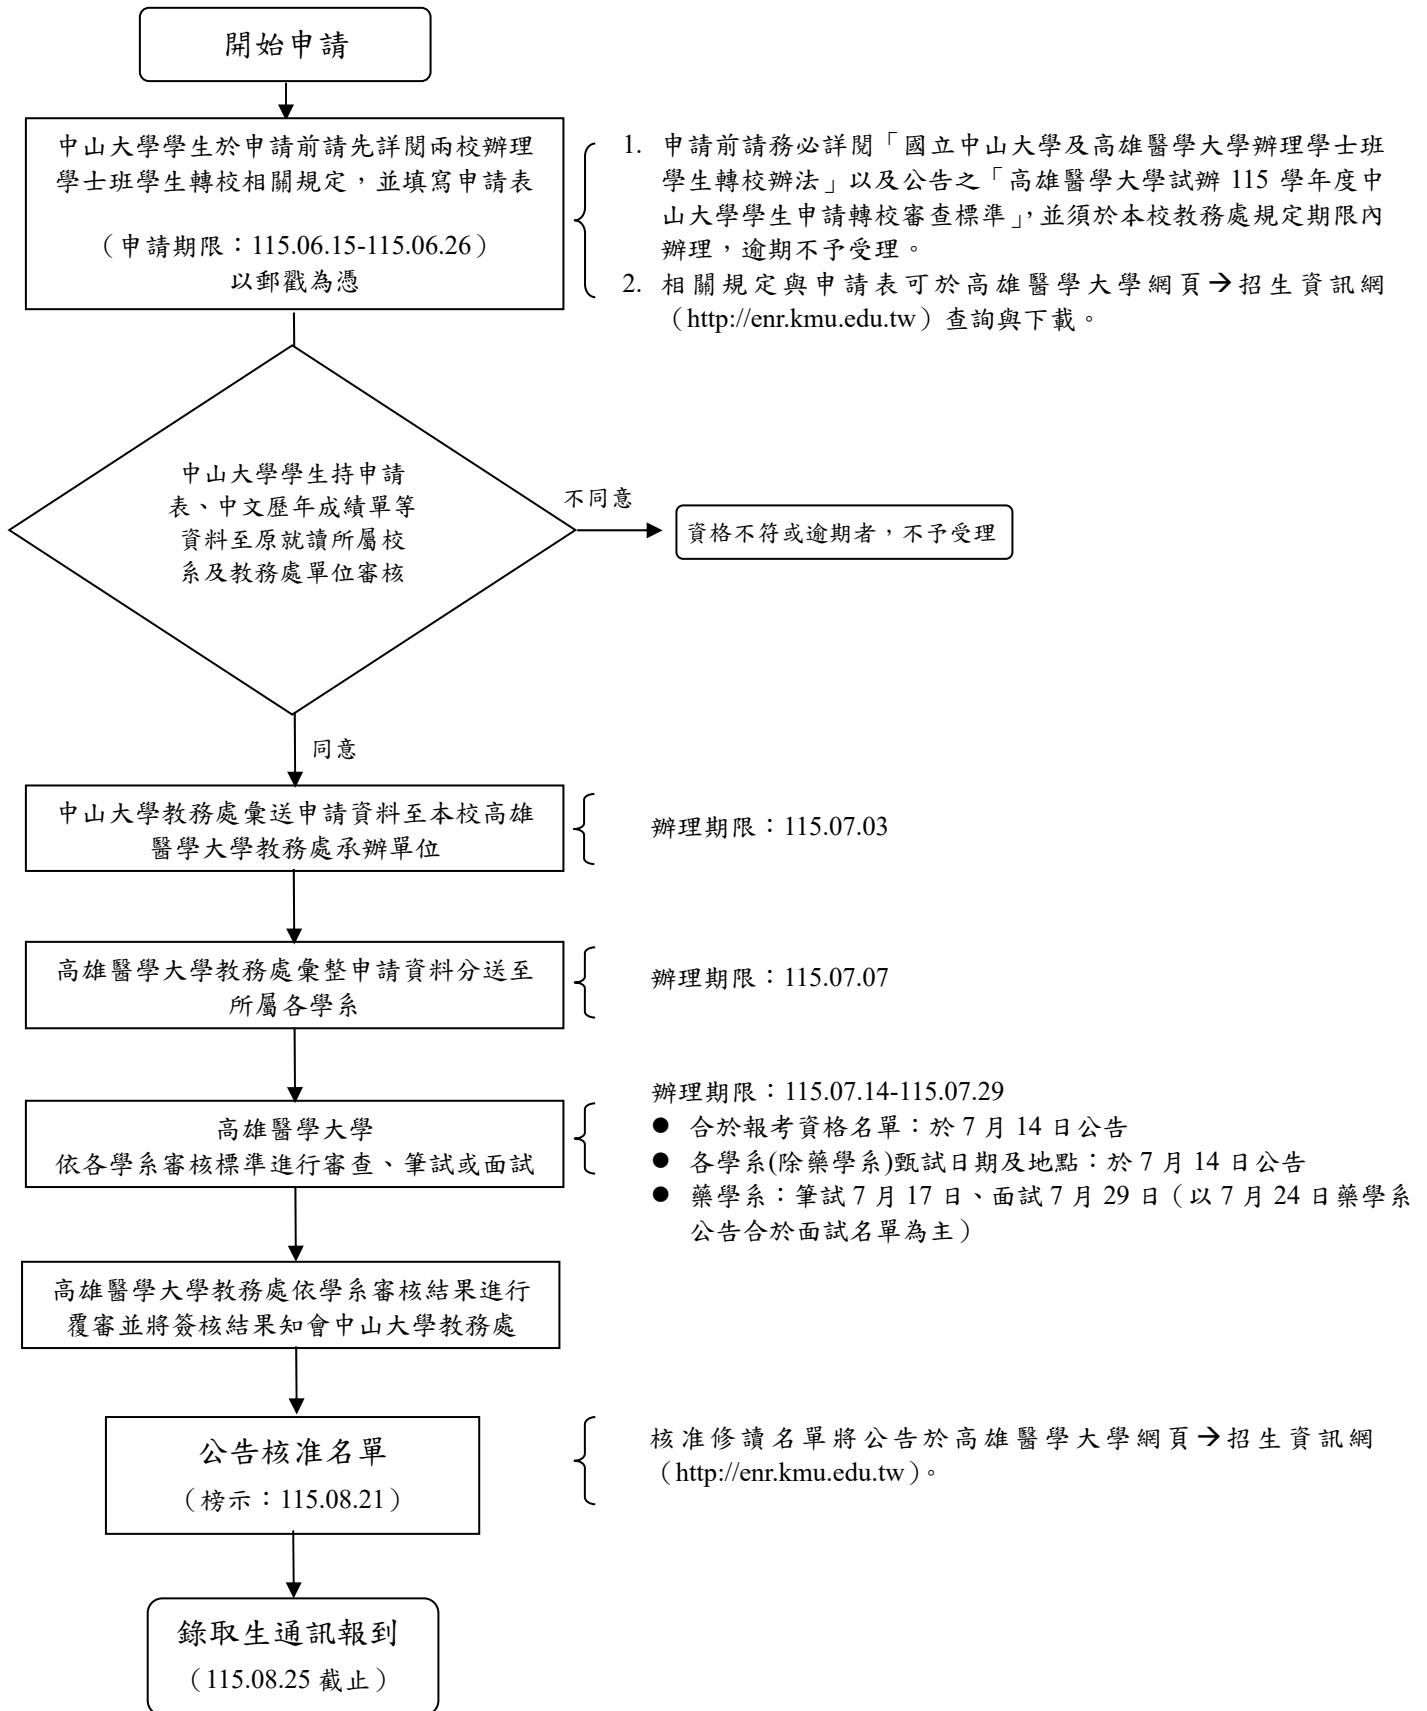 開始申請
中山大學學生於申請前請先詳閱兩校辦理
學士班學生轉校相關規定，並填寫申請表
（申請期限：115.06.15-115.06.26）
以郵戳為憑
1. 申請前請務必詳閱「國立中山大學及高雄醫學大學辦理學士班
學生轉校辦法」以及公告之「高雄醫學大學試辦 115 學年度中
山大學學生申請轉校審查標準」，並須於本校教務處規定期限內
辦理，逾期不予受理。
2. 相關規定與申請表可於高雄醫學大學網頁→招生資訊網
（http://enr.kmu.edu.tw）查詢與下載。
中山大學學生持申請
表、中文歷年成績單等
資料至原就讀所屬校
系及教務處單位審核
不同意
資格不符或逾期者，不予受理
同意
中山大學教務處彙送申請資料至本校高雄
醫學大學教務處承辦單位
辦理期限：115.07.03
高雄醫學大學教務處彙整申請資料分送至
所屬各學系
辦理期限：115.07.07
高雄醫學大學
依各學系審核標準進行審查、筆試或面試
辦理期限：115.07.14-115.07.29
● 合於報考資格名單：於 7 月 14 日公告
● 各學系(除藥學系)甄試日期及地點：於 7 月 14 日公告
● 藥學系：筆試 7 月 17 日、面試 7 月 29 日（以 7 月 24 日藥學系
公告合於面試名單為主）
高雄醫學大學教務處依學系審核結果進行
覆審並將簽核結果知會中山大學教務處
公告核准名單
（榜示：115.08.21）
核准修讀名單將公告於高雄醫學大學網頁→招生資訊網
（http://enr.kmu.edu.tw）。
錄取生通訊報到
（115.08.25 截止）